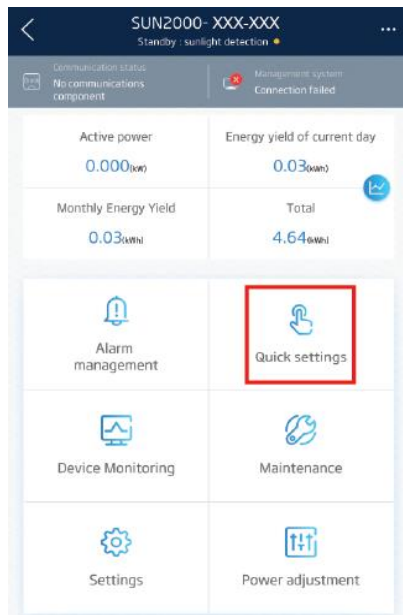 SUN2000- XXX-XXX
Standby : sunlight detection
Communication status
No communications
component
Management system
Connection failed
Active power
0.000(kW)
Energy yield of current day
0.03(kWh)
Monthly Energy Yield
0.03(kWh)
Total
4.64(kWh)
Alarm
management
Quick settings
Device Monitoring
Maintenance
Settings
Power adjustment